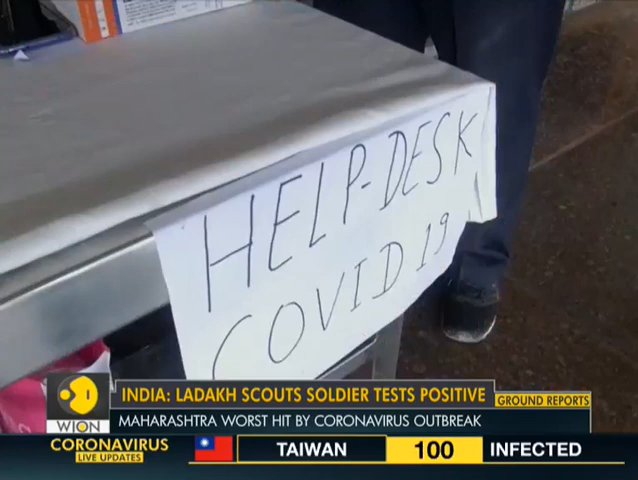 HELP-DESK
COVID 19
INDIA: LADAKH SCOUTS SOLDIER TESTS POSITIVE
GROUND REPORTS
WION
MAHARASHTRA WORST HIT BY CORONAVIRUS OUTBREAK
CORONAVIRUS
LIVE UPDATES
TAIWAN 100 INFECTED